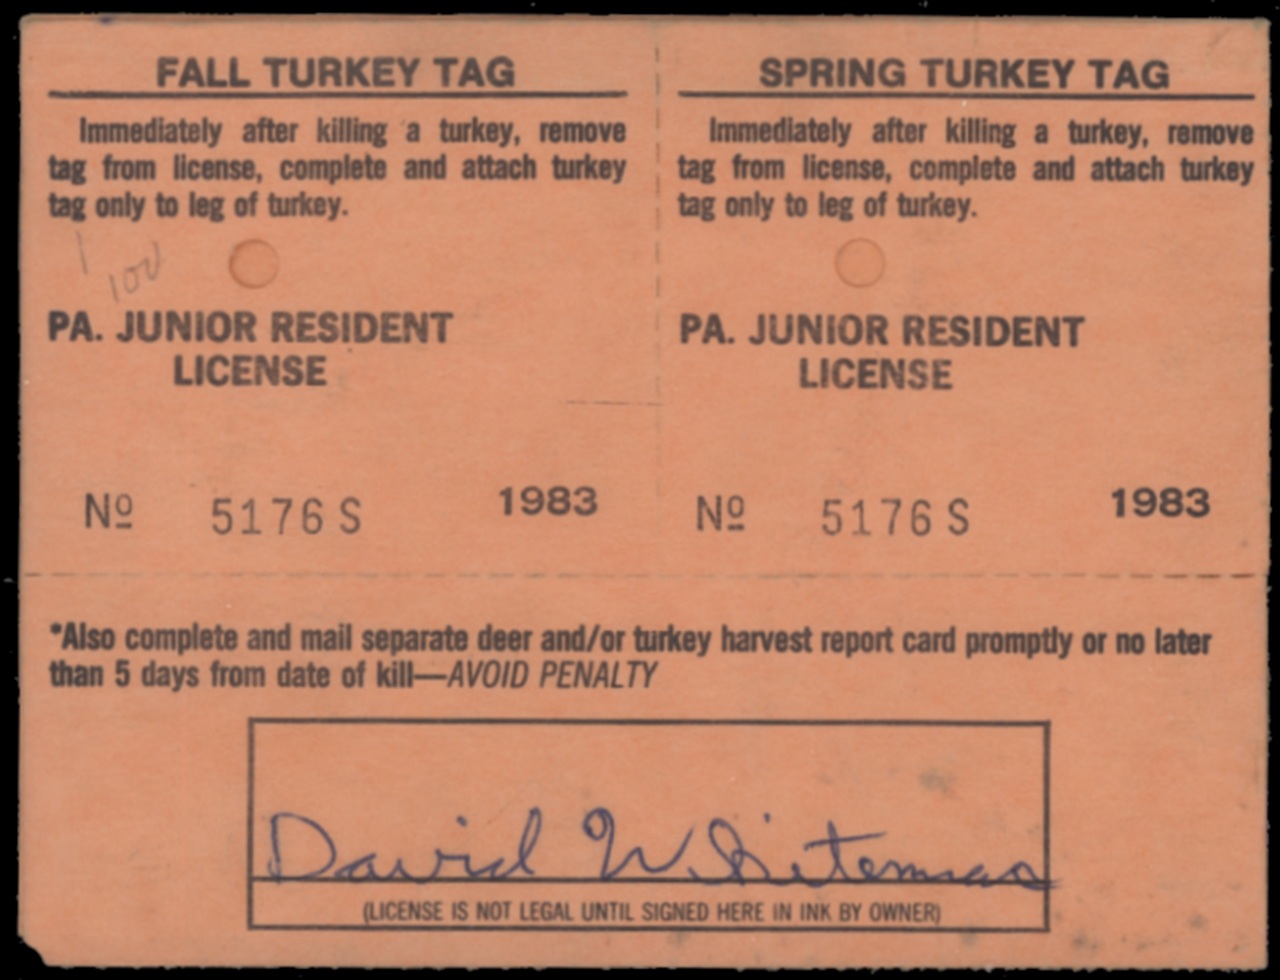 FALL TURKEY TAG
Immediately after killing a turkey, remove
tag from license, complete and attach turkey
tag only to leg of turkey.
1
100
PA. JUNIOR RESIDENT
LICENSE
Nº 5176 S 1983
SPRING TURKEY TAG
Immediately after killing a turkey, remove
tag from license, complete and attach turkey
tag only to leg of turkey.
PA. JUNIOR RESIDENT
LICENSE
Nº 5176 S 1983
*Also complete and mail separate deer and/or turkey harvest report card promptly or no later
than 5 days from date of kill—AVOID PENALTY
David Whiteman
(LICENSE IS NOT LEGAL UNTIL SIGNED HERE IN INK BY OWNER)